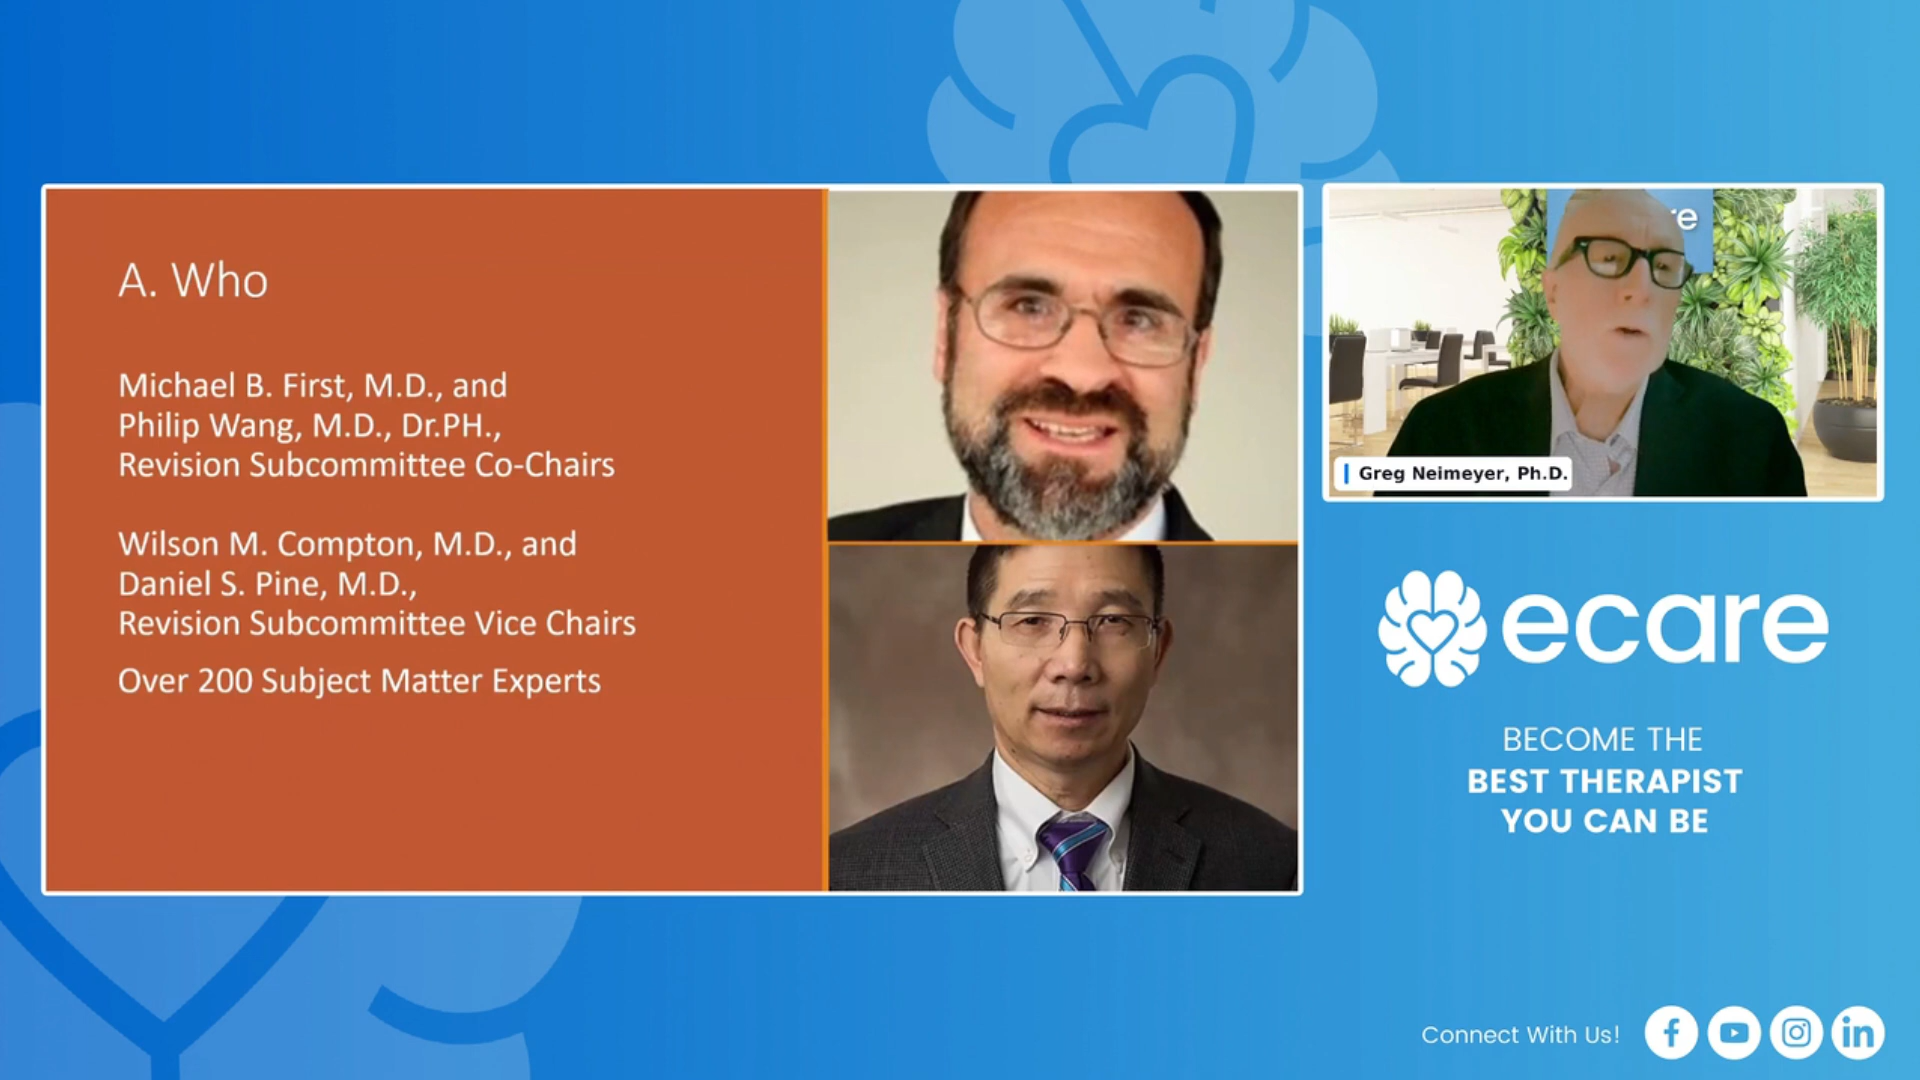 A. Who
Michael B. First, M.D., and
Philip Wang, M.D., Dr.PH.,
Revision Subcommittee Co-Chairs
Wilson M. Compton, M.D., and
Daniel S. Pine, M.D.,
Revision Subcommittee Vice Chairs
Over 200 Subject Matter Experts
re
Greg Neimeyer, Ph.D.
ecare
BECOME THE
BEST THERAPIST
YOU CAN BE
Connect With Us!